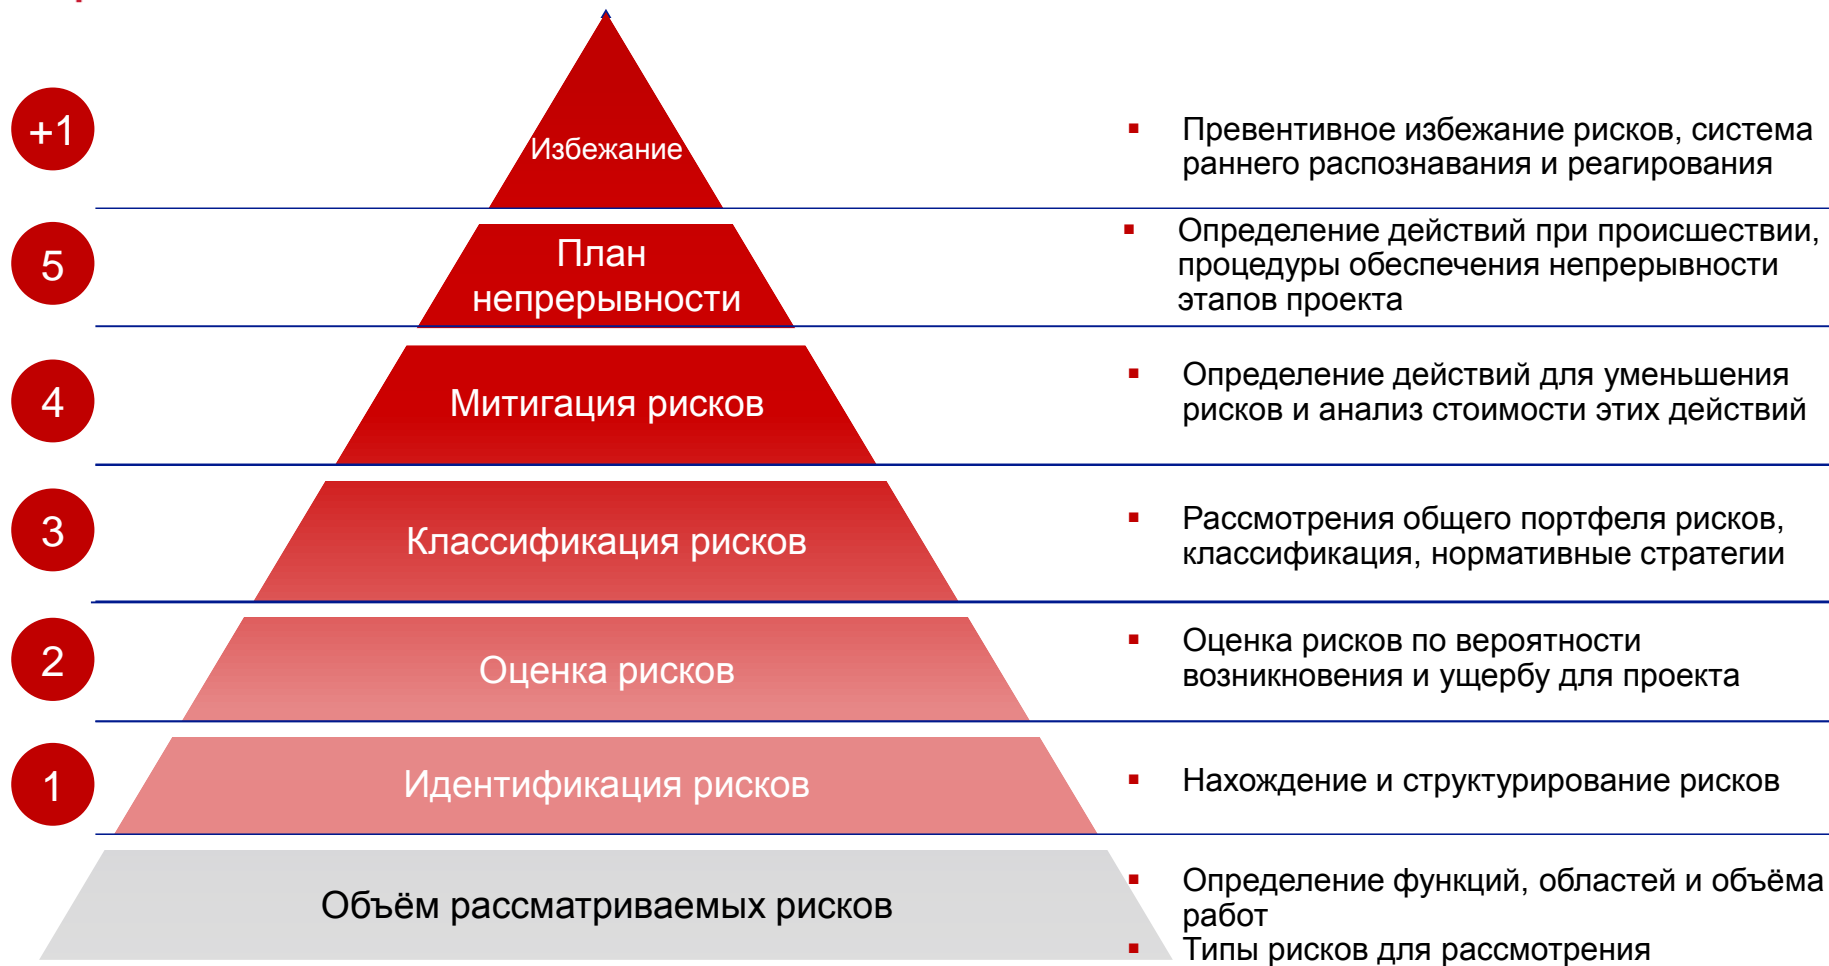 +1
Избежание
▪ Превентивное избежание рисков, система
раннего распознавания и реагирования
5
План
непрерывности
▪ Определение действий при происшествии,
процедуры обеспечения непрерывности
этапов проекта
4
Митигация рисков
▪ Определение действий для уменьшения
рисков и анализ стоимости этих действий
3
Классификация рисков
▪ Рассмотрения общего портфеля рисков,
классификация, нормативные стратегии
2
Оценка рисков
▪ Оценка рисков по вероятности
возникновения и ущербу для проекта
1
Идентификация рисков
▪ Нахождение и структурирование рисков
Объём рассматриваемых рисков
▪ Определение функций, областей и объёма
работ
▪ Типы рисков для рассмотрения